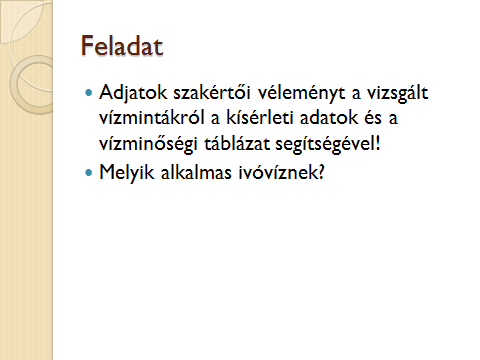 Feladat
• Adjatok szakértői véleményt a vizsgált
vízmintákról a kísérleti adatok és a
vízminőségi táblázat segítségével!
• Melyik alkalmas ivóvíznek?